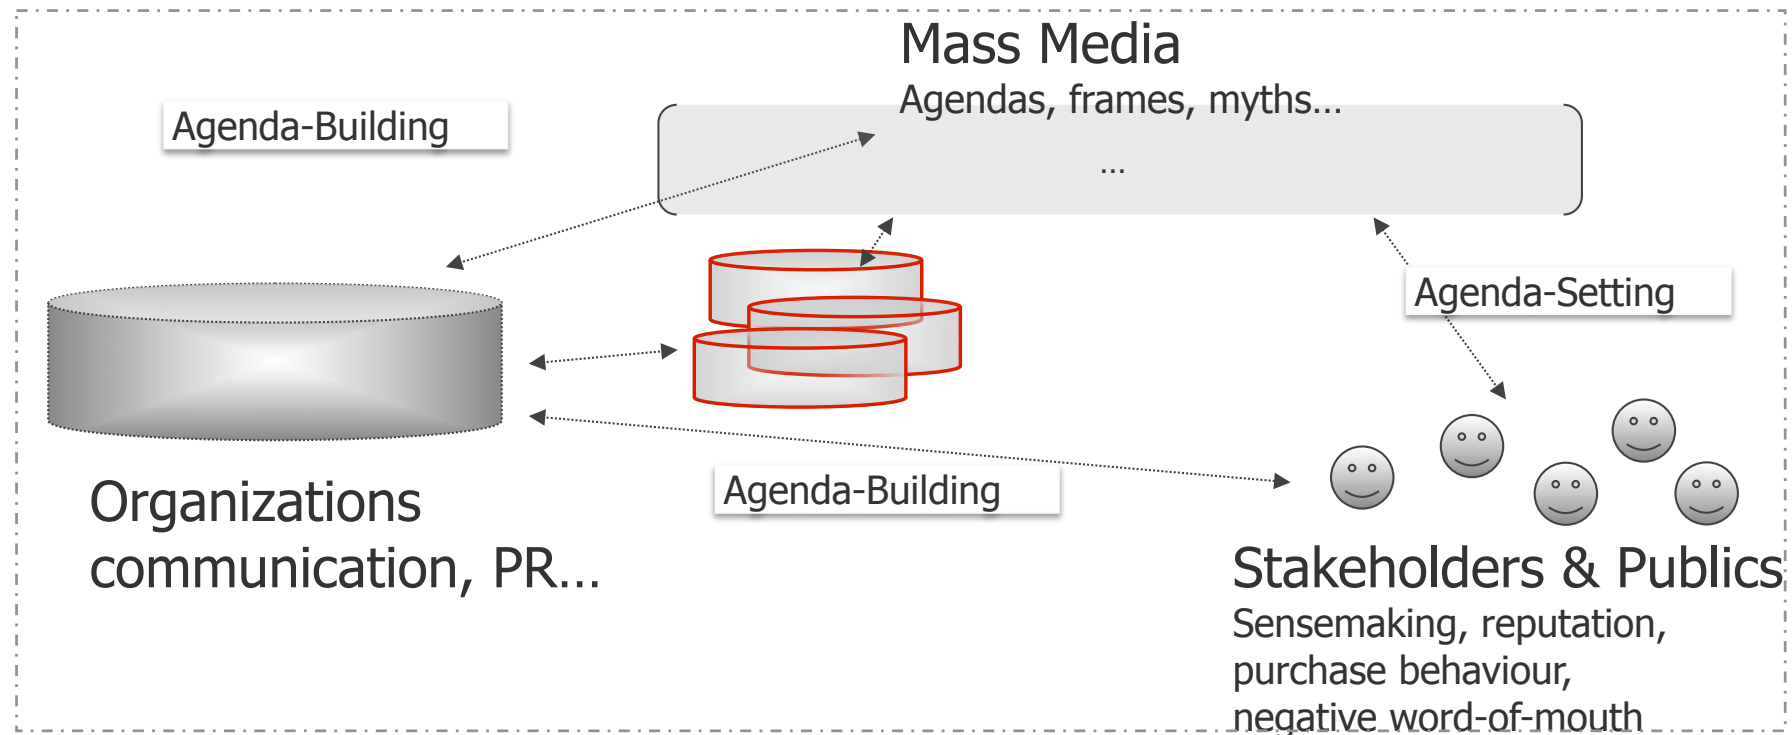 Mass Media
Agendas, frames, myths...
...
Agenda-Building
Agenda-Setting
Agenda-Building
Organizations
communication, PR...
Stakeholders & Publics
Sensemaking, reputation,
purchase behaviour,
negative word-of-mouth